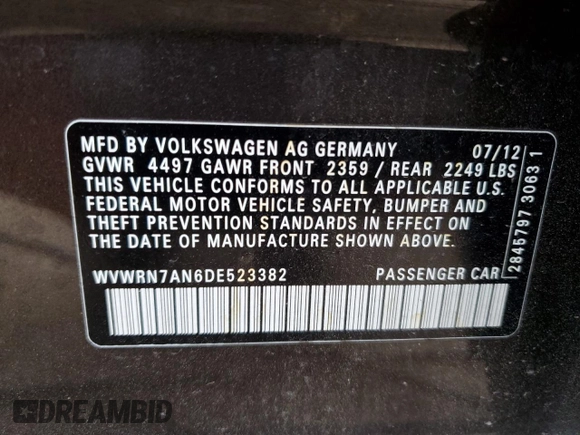 MFD BY VOLKSWAGEN AG GERMANY 07/12
GVWR 4497 GAWR FRONT 2359 / REAR 2249 LBS
THIS VEHICLE CONFORMS TO ALL APPLICABLE U.S.
FEDERAL MOTOR VEHICLE SAFETY, BUMPER AND
THEFT PREVENTION STANDARDS IN EFFECT ON
THE DATE OF MANUFACTURE SHOWN ABOVE.
WVWRN7AN6DE523382 PASSENGER CAR
2845797 30631
DREAMBID